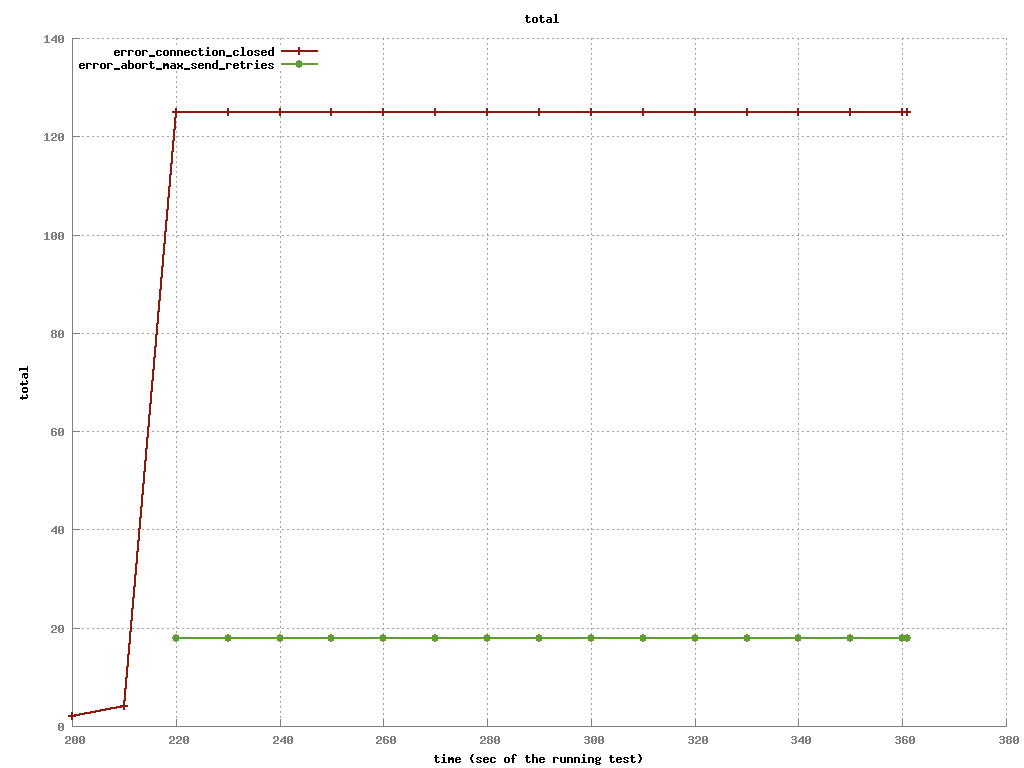 total
error_connection_closed
error_abort_max_send_retries
140
120
100
80
60
40
20
0
total
200 220 240 260 280 300 320 340 360 380
time (sec of the running test)